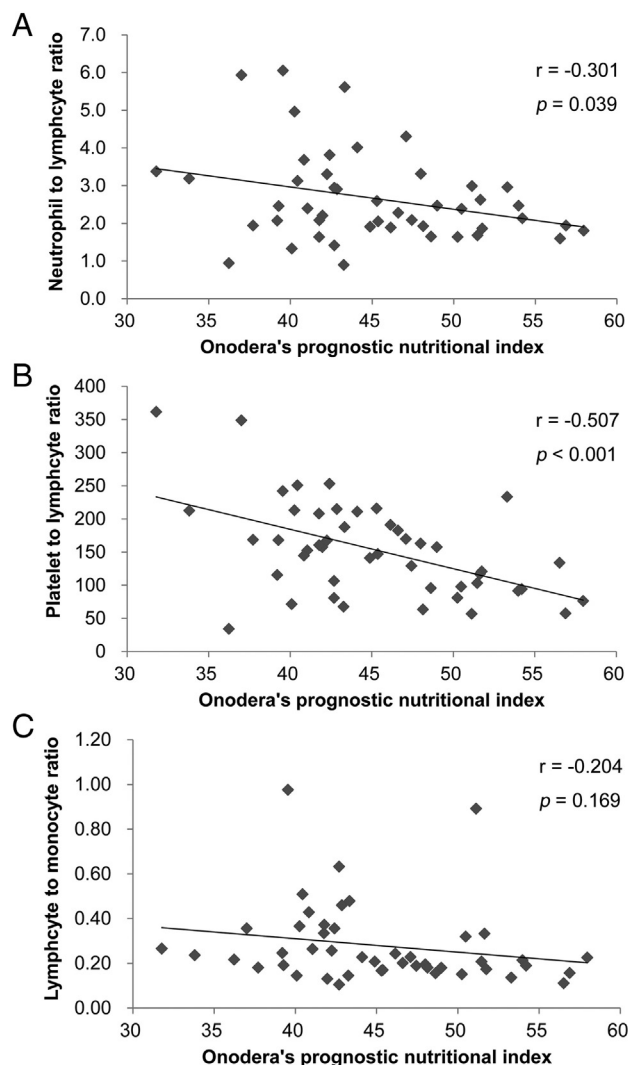 A
Neutrophil to lymphcyte ratio
7.0
6.0
5.0
4.0
3.0
2.0
1.0
0.0
r = -0.301
p = 0.039
30 35 40 45 50 55 60
Onodera's prognostic nutritional index
B
Platelet to lymphcyte ratio
400
350
300
250
200
150
100
50
0
r = -0.507
p < 0.001
30 35 40 45 50 55 60
Onodera's prognostic nutritional index
C
Lymphcyte to monocyte ratio
1.20
1.00
0.80
0.60
0.40
0.20
0.00
r = -0.204
p = 0.169
30 35 40 45 50 55 60
Onodera's prognostic nutritional index